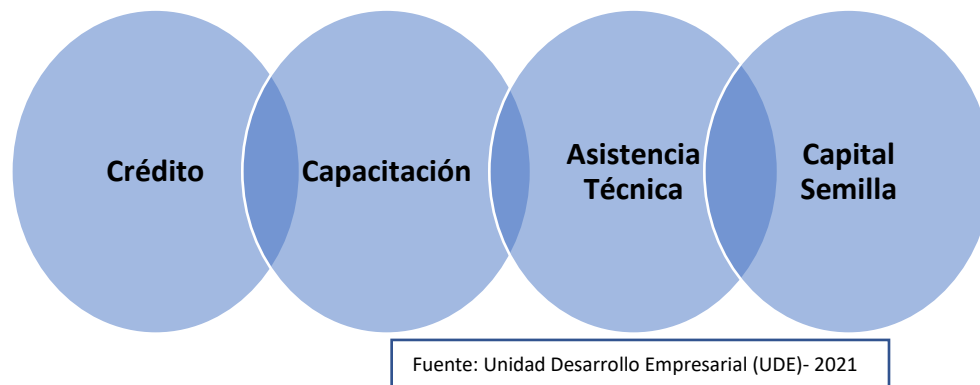 Crédito
Capacitación
Asistencia
Técnica
Capital
Semilla
Fuente: Unidad Desarrollo Empresarial (UDE)- 2021